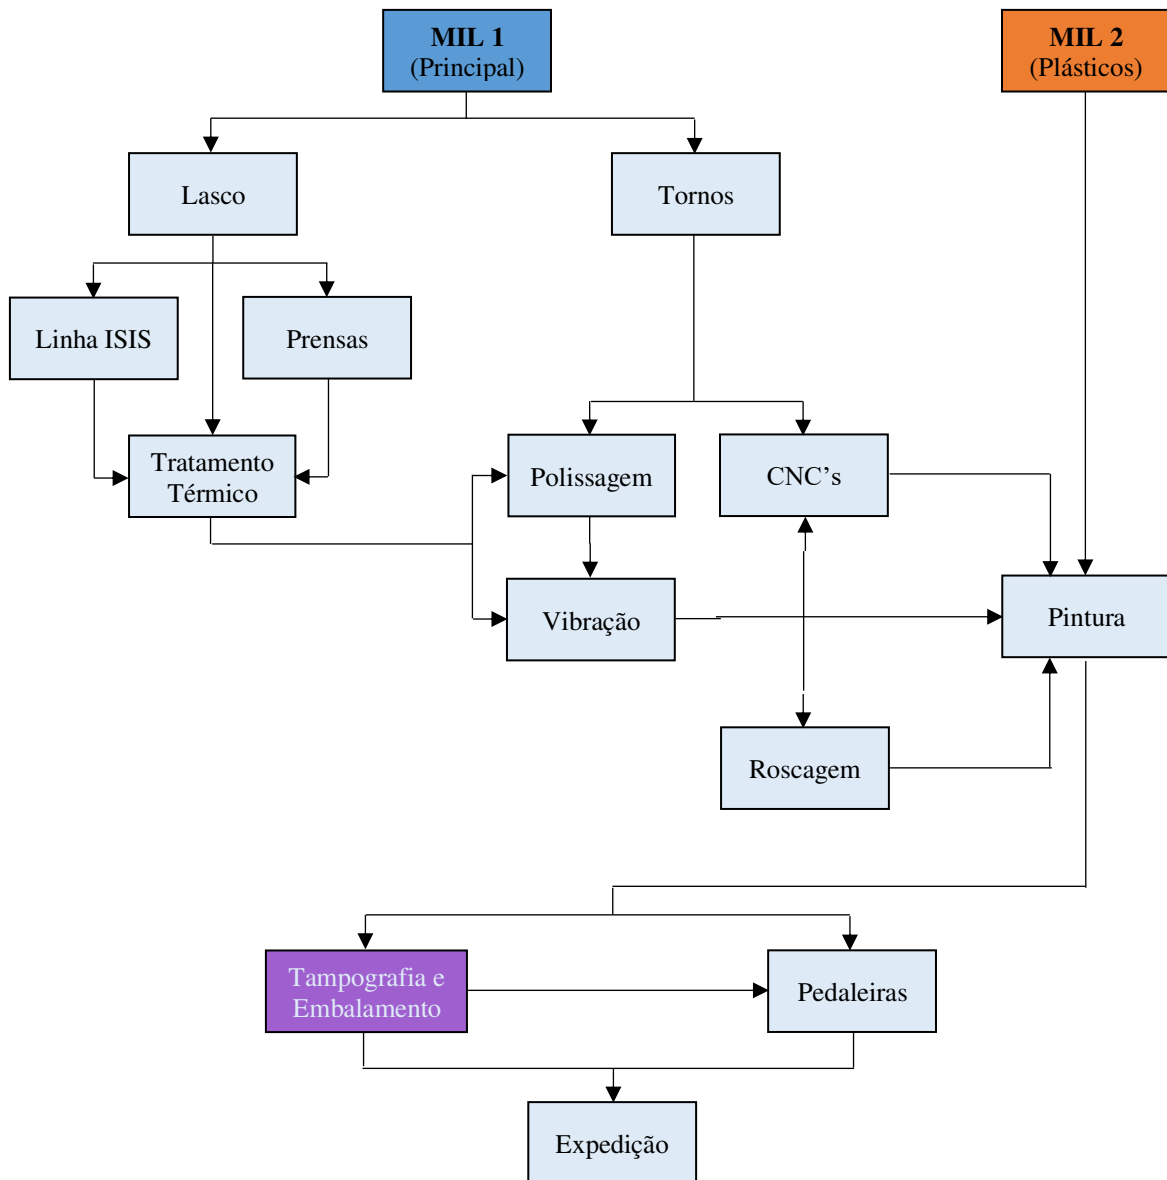 MIL 1
(Principal)
MIL 2
(Plásticos)
Lasco
Tornos
Linha ISIS
Prensas
Tratamento
Térmico
Polissagem
CNC’s
Vibração
Pintura
Roscagem
Tampografia e
Embalamento
Pedaleiras
Expedição